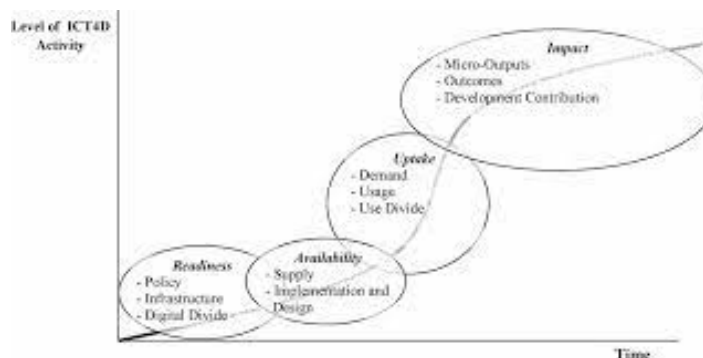 Level of ICT4D
Activity
Impact
- Micro-Outputs
- Outcomes
- Development Contribution
Uptake
- Demand
- Usage
- Use Divide
Availability
- Supply
- Implementation and
Design
Readiness
- Policy
- Infrastructure
- Digital Divide
Time